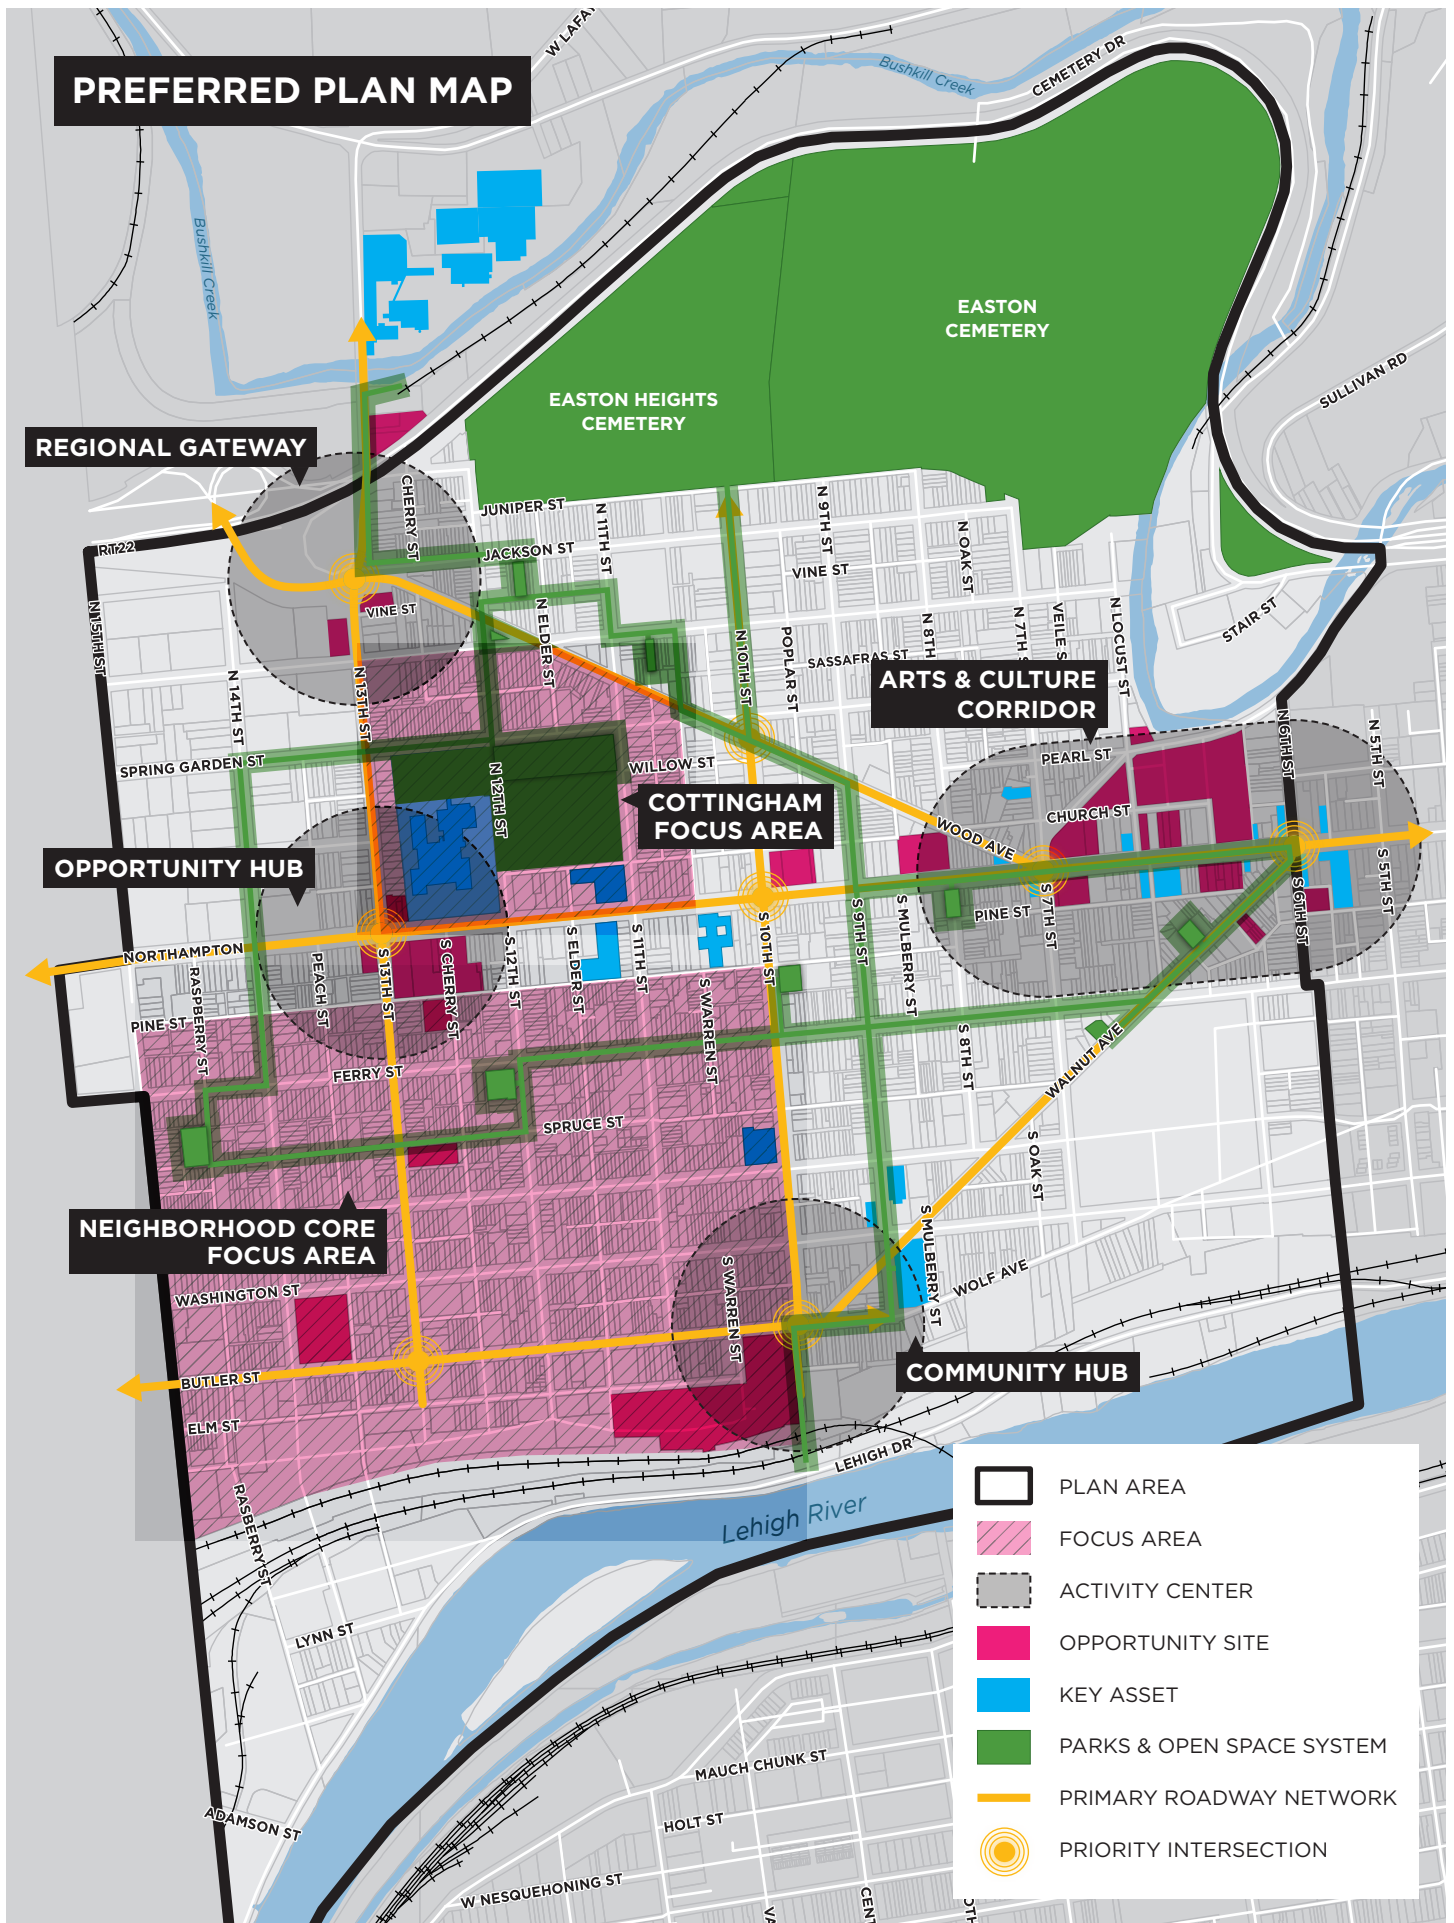 PREFERRED PLAN MAP
Bushkill Creek
CEMETERY DR
Bushkill Creek
EASTON
CEMETERY
SULLIVAN RD
EASTON HEIGHTS
CEMETERY
REGIONAL GATEWAY
CHERRY ST
JUNIPER ST
N 11TH ST
N 9TH ST
N OAK ST
RT22
JACKSON ST
VINE ST
N 15TH ST
VINE ST
N ELDER ST
N 10TH ST
POPLAR ST
SASSAFRAS ST
N 8TH
N 7TH S
VEILE S
N LOCUST ST
STAIR ST
N 14TH ST
N 13TH ST
ARTS & CULTURE
CORRIDOR
N 6TH ST
N 5TH ST
SPRING GARDEN ST
N 12TH ST
WILLOW ST
PEARL ST
COTTINGHAM
FOCUS AREA
CHURCH ST
WOOD AVE
OPPORTUNITY HUB
S 5TH ST
NORTHAMPTON
RASPBERRY ST
PEACH ST
S 13TH ST
S CHERRY ST
S 12TH ST
S ELDER ST
S 11TH ST
S WARREN ST
S 10TH ST
S 9TH ST
S MULBERRY ST
PINE ST
S 7TH ST
S 6TH ST
PINE ST
FERRY ST
S 8TH ST
WALNUT AVE
SPRUCE ST
S OAK ST
NEIGHBORHOOD CORE
FOCUS AREA
S WARREN ST
S MULBERRY ST
WOLF AVE
WASHINGTON ST
BUTLER ST
COMMUNITY HUB
ELM ST
LEHIGH DR
RASBERRY ST
Lehigh River
LYNN ST
ADAMSON ST
MAUCH CHUNK ST
HOLT ST
W NESQUEHONING ST
VA
CENT
PLAN AREA
FOCUS AREA
ACTIVITY CENTER
OPPORTUNITY SITE
KEY ASSET
PARKS & OPEN SPACE SYSTEM
PRIMARY ROADWAY NETWORK
PRIORITY INTERSECTION